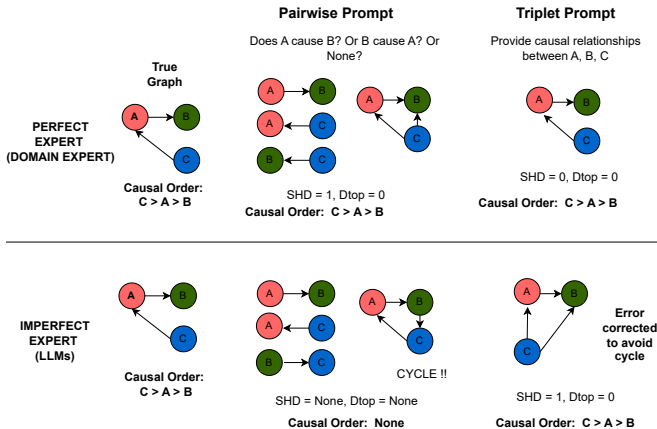 Pairwise Prompt
Triplet Prompt
Does A cause B? Or B cause A? Or
None?
Provide causal relationships
between A, B, C
True
Graph
PERFECT
EXPERT
(DOMAIN EXPERT)
A
B
C
Causal Order:
C > A > B
A
B
A
C
B
C
A
B
C
SHD = 1, Dtop = 0
Causal Order: C > A > B
A
B
C
SHD = 0, Dtop = 0
Causal Order: C > A > B
IMPERFECT
EXPERT
(LLMs)
A
B
C
Causal Order:
C > A > B
A
B
A
C
B
C
A
B
C
CYCLE !!
SHD = None, Dtop = None
Causal Order: None
A
B
C
Error
corrected
to avoid
cycle
SHD = 1, Dtop = 0
Causal Order: C > A > B